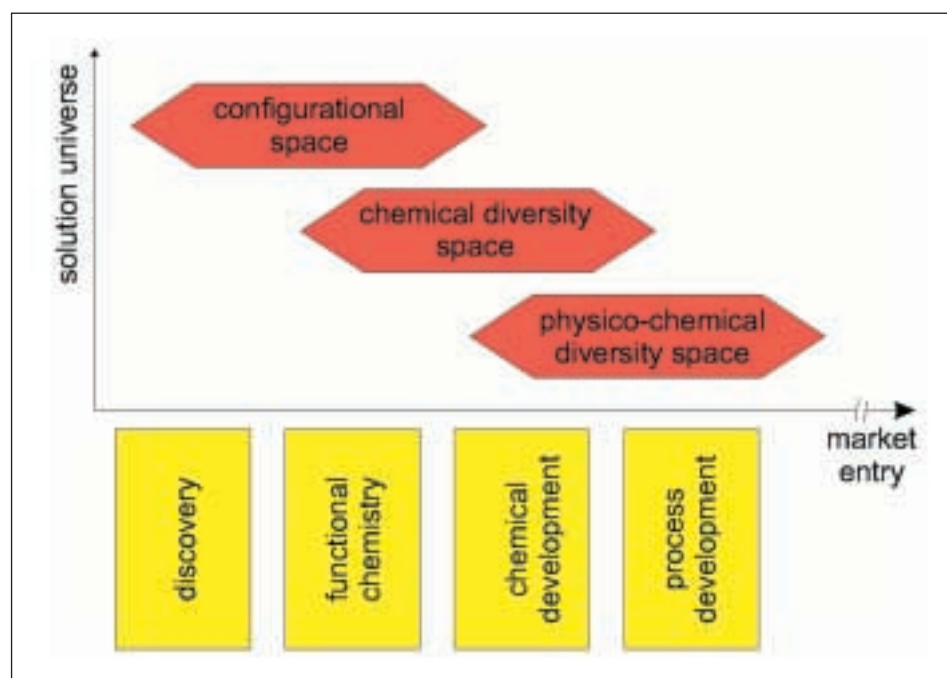 solution universe
configurational
space
chemical diversity
space
physico-chemical
diversity space
market
entry
discovery
functional
chemistry
chemical
development
process
development